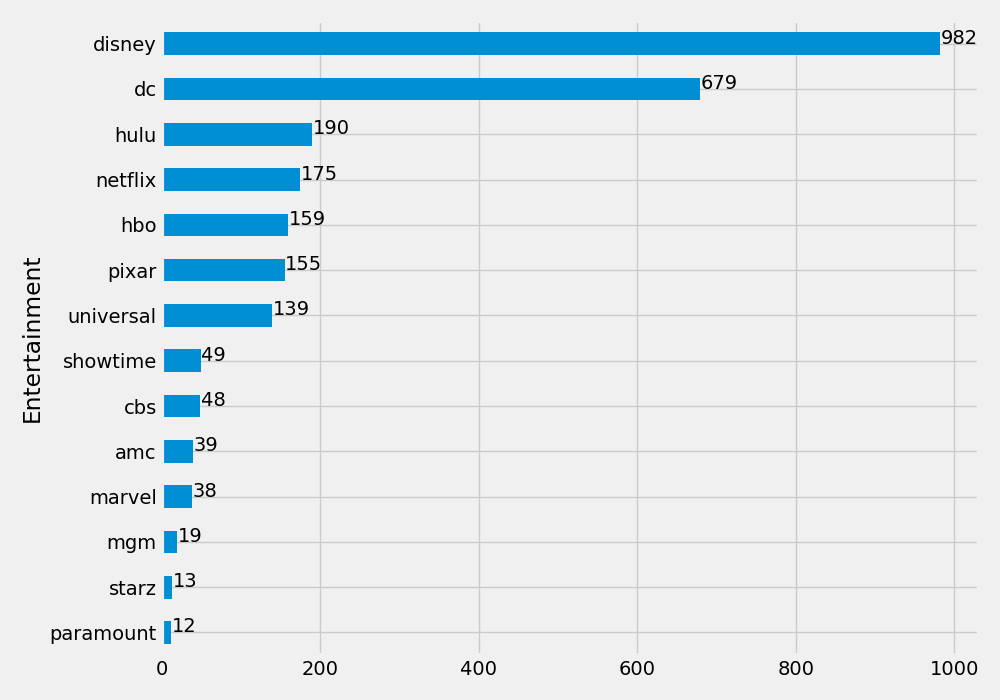 Entertainment
disney 982
dc 679
hulu 190
netflix 175
hbo 159
pixar 155
universal 139
showtime 49
cbs 48
amc 39
marvel 38
mgm 19
starz 13
paramount 12
0 200 400 600 800 1000